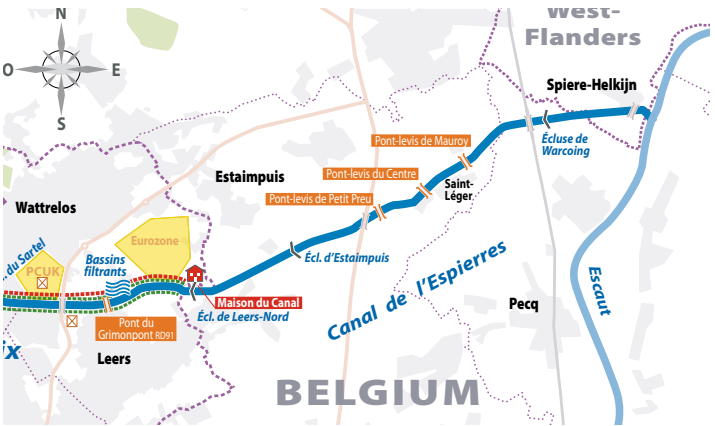 N
O
E
S
West-
Flanders
Spiere-Helkijn
Écluse de
Warcoing
Pont-levis de Mauroy
Pont-levis du Centre
Pont-levis de Petit Preu
Saint-
Léger
Estaimpuis
Wattrelos
Eurozone
du Sartel
PCUK
Bassins
filtrants
Écl. d'Estaimpuis
Maison du Canal
Écl. de Leers-Nord
Canal de l'Espierres
Escaut
Pecq
Pont du
Grimonpont RD91
Leers
BELGIUM